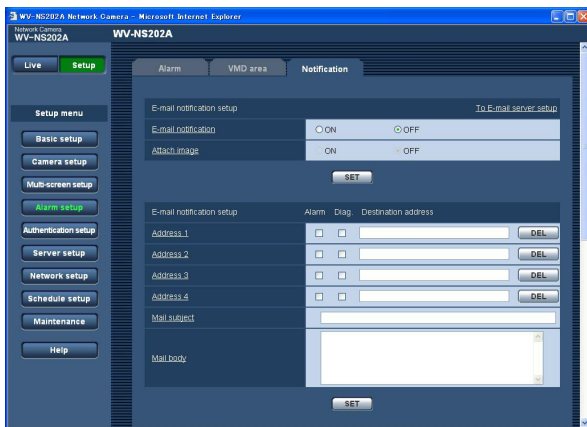 WV-NS202A Network Camera - Microsoft Internet Explorer
Network Camera
WV-NS202A
WV-NS202A
Live Setup
Alarm VMD area Notification
Setup menu
Basic setup
Camera setup
Multi-screen setup
Alarm setup
Authentication setup
Server setup
Network setup
Schedule setup
Maintenance
Help
E-mail notification setup To E-mail server setup
E-mail notification ON OFF
Attach image ON OFF
SET
E-mail notification setup Alarm Diag. Destination address
Address 1 DEL
Address 2 DEL
Address 3 DEL
Address 4 DEL
Mail subject
Mail body
SET